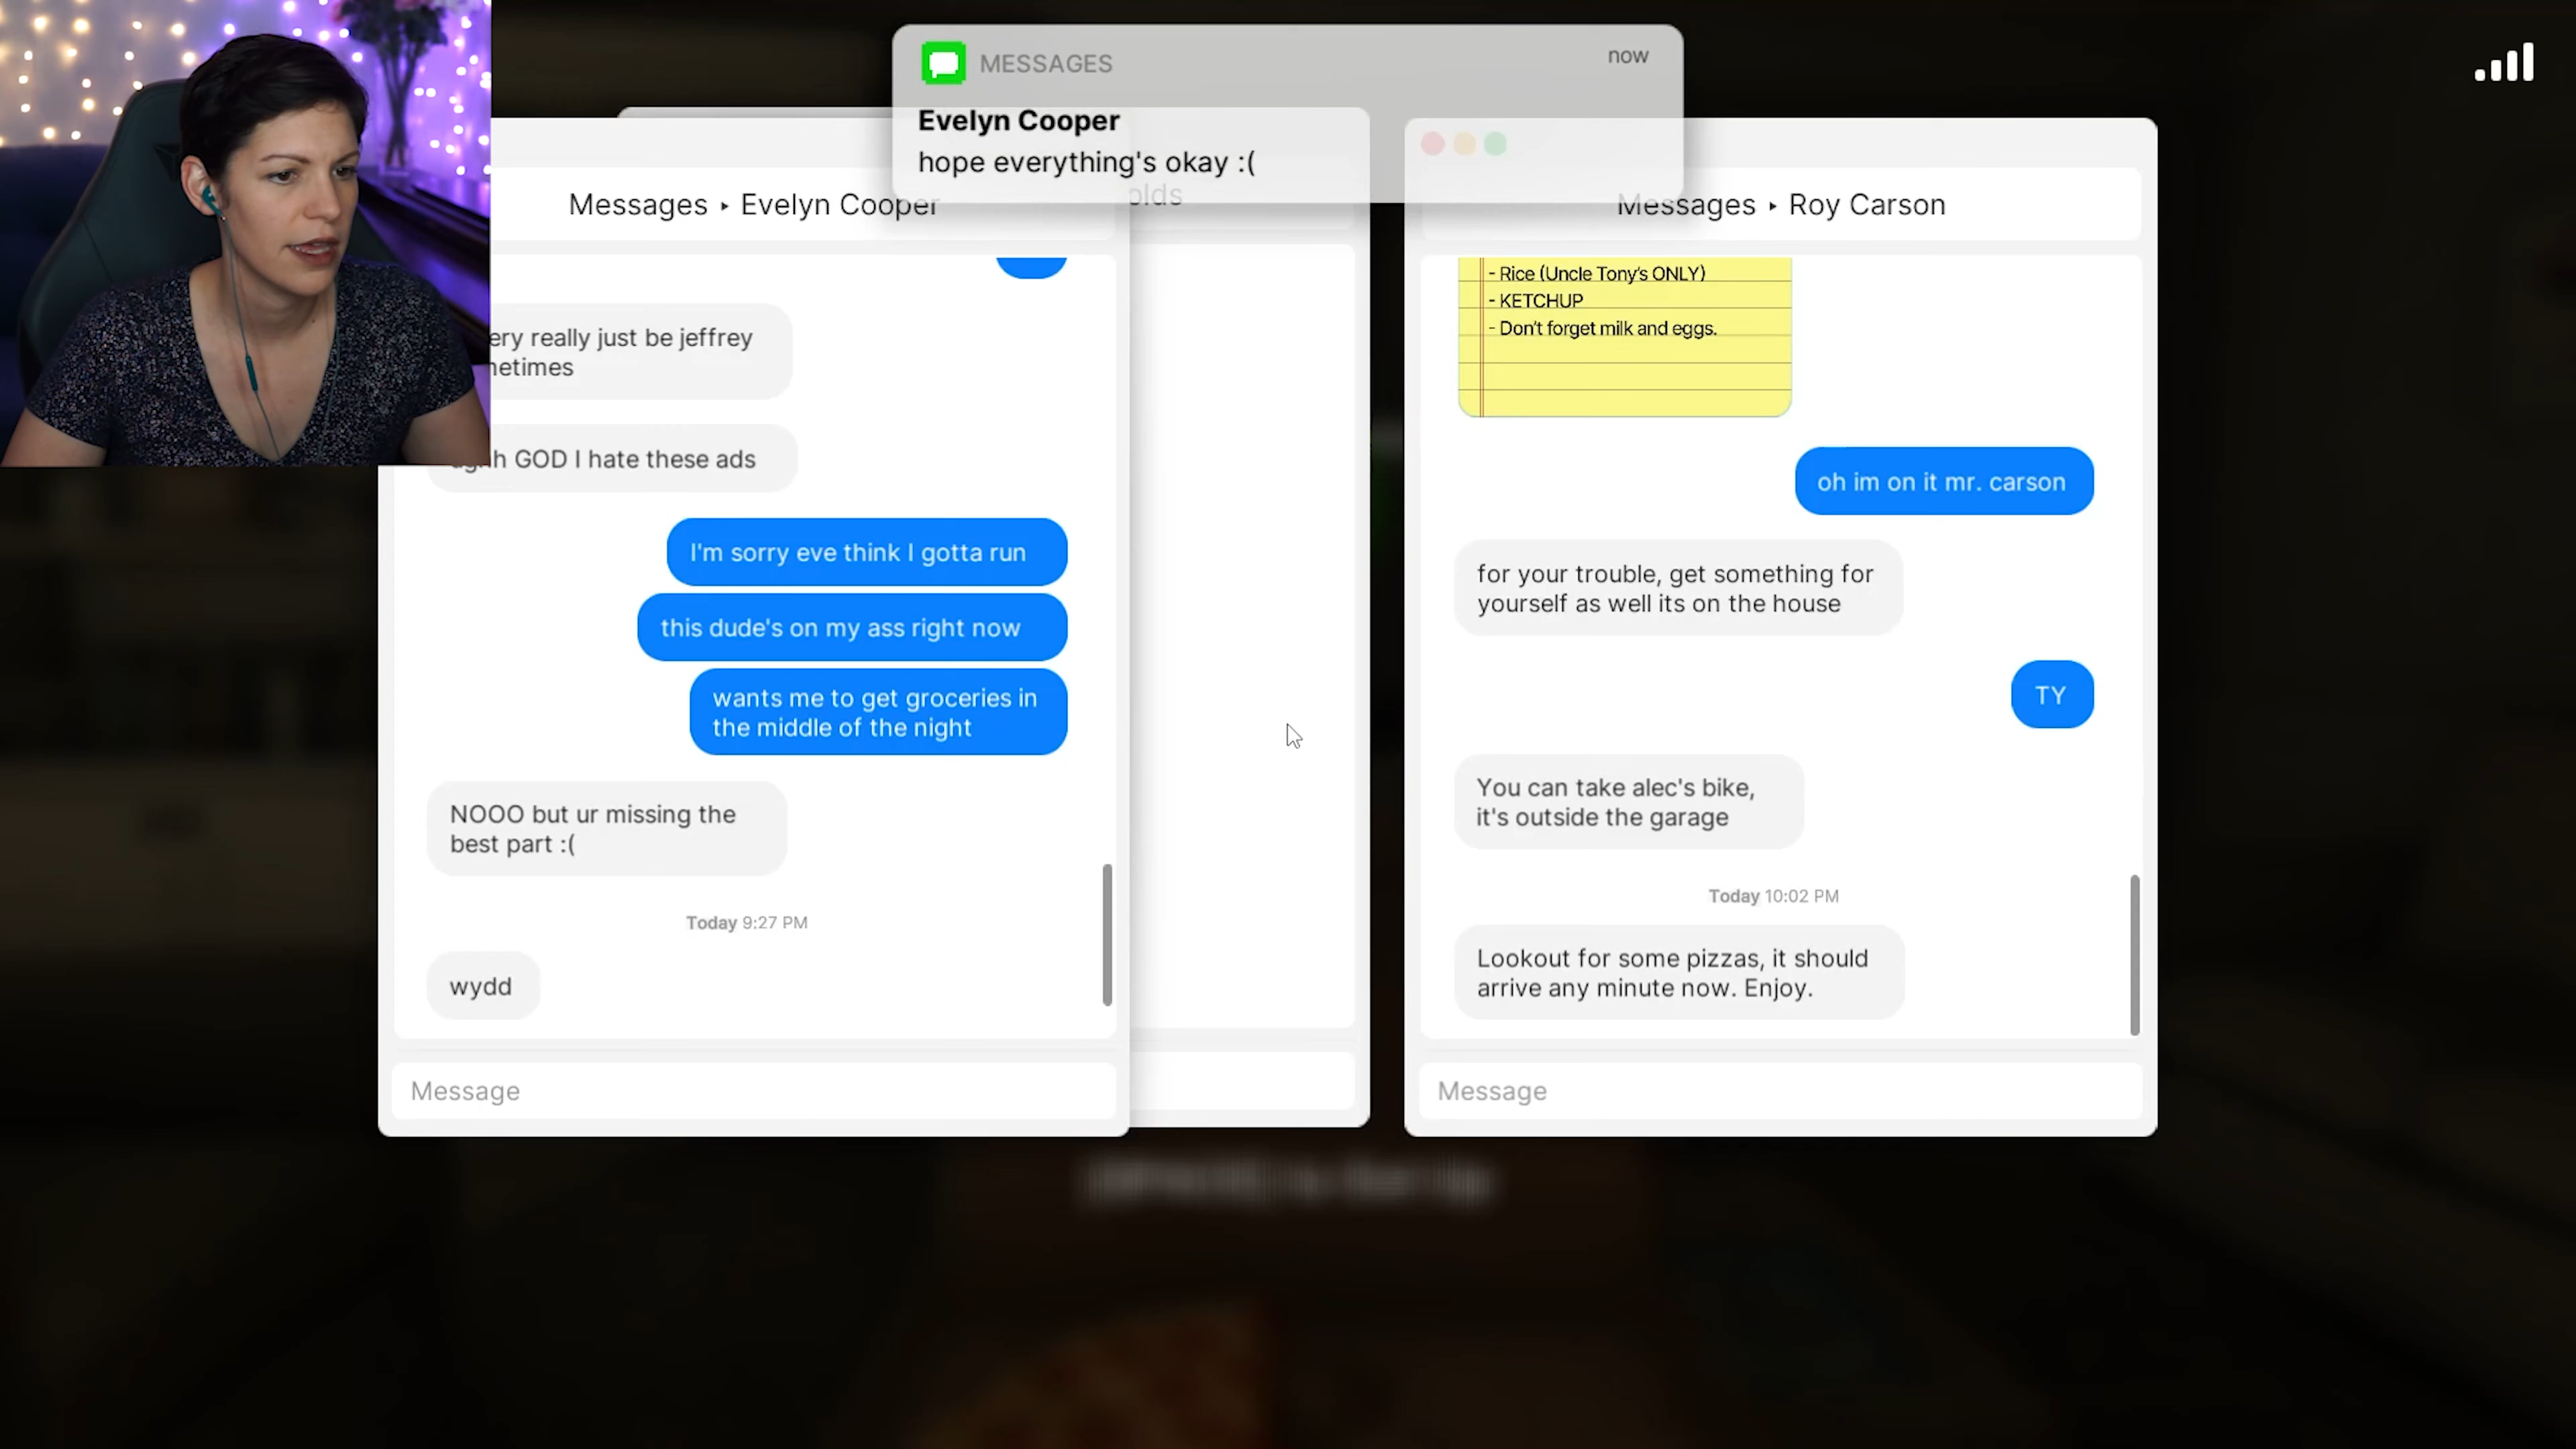 MESSAGES
now
Evelyn Cooper
hope everything's okay :(
Messages ▸ Evelyn Cooper
really just be jeffrey
GOD I hate these ads
I'm sorry eve think I gotta run
this dude's on my ass right now
wants me to get groceries in
the middle of the night
NOOO but ur missing the
best part :(
Today 9:27 PM
wydd
Message
Messages ▸ Roy Carson
- Rice (Uncle Tony's ONLY)
- KETCHUP
- Don't forget milk and eggs.
oh im on it mr. carson
for your trouble, get something for
yourself as well its on the house
TY
You can take alec's bike,
it's outside the garage
Today 10:02 PM
Lookout for some pizzas, it should
arrive any minute now. Enjoy.
Message